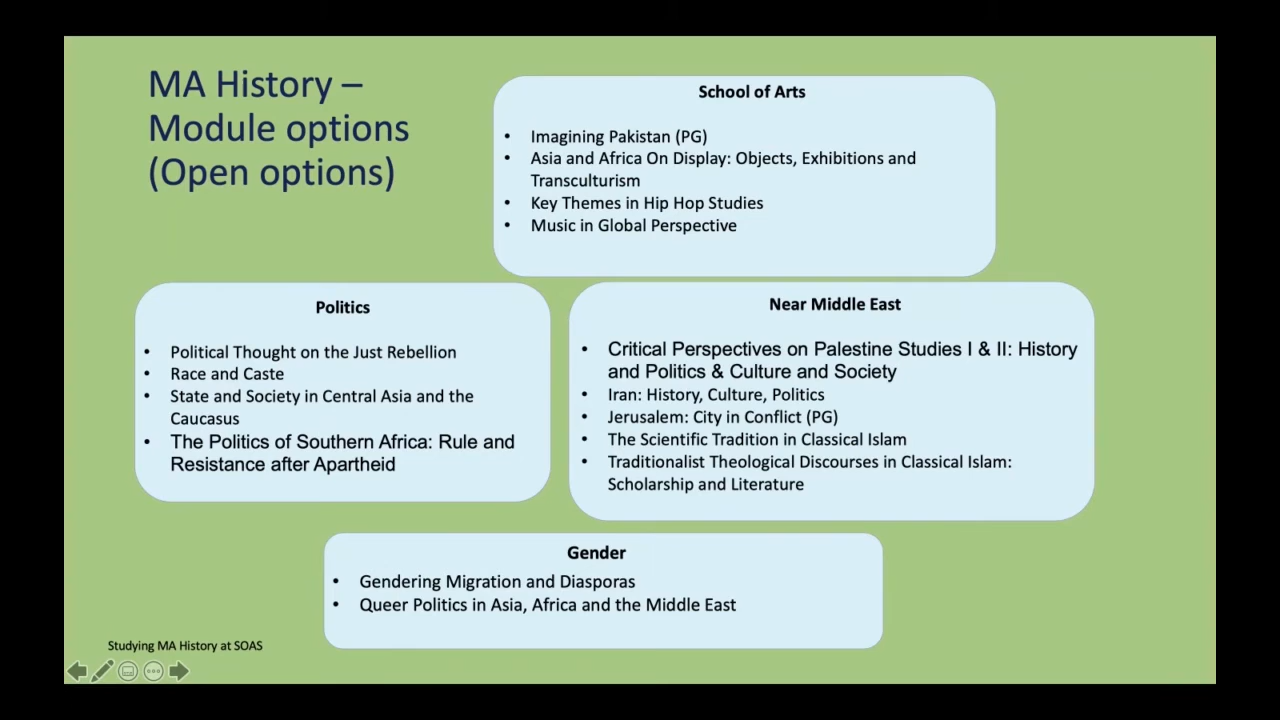 MA History –
Module options
(Open options)
School of Arts
• Imagining Pakistan (PG)
• Asia and Africa On Display: Objects, Exhibitions and
Transculturism
• Key Themes in Hip Hop Studies
• Music in Global Perspective
Politics
• Political Thought on the Just Rebellion
• Race and Caste
• State and Society in Central Asia and the
Caucasus
• The Politics of Southern Africa: Rule and
Resistance after Apartheid
Near Middle East
• Critical Perspectives on Palestine Studies I & II: History
and Politics & Culture and Society
• Iran: History, Culture, Politics
• Jerusalem: City in Conflict (PG)
• The Scientific Tradition in Classical Islam
• Traditionalist Theological Discourses in Classical Islam:
Scholarship and Literature
Gender
• Gendering Migration and Diasporas
• Queer Politics in Asia, Africa and the Middle East
Studying MA History at SOAS